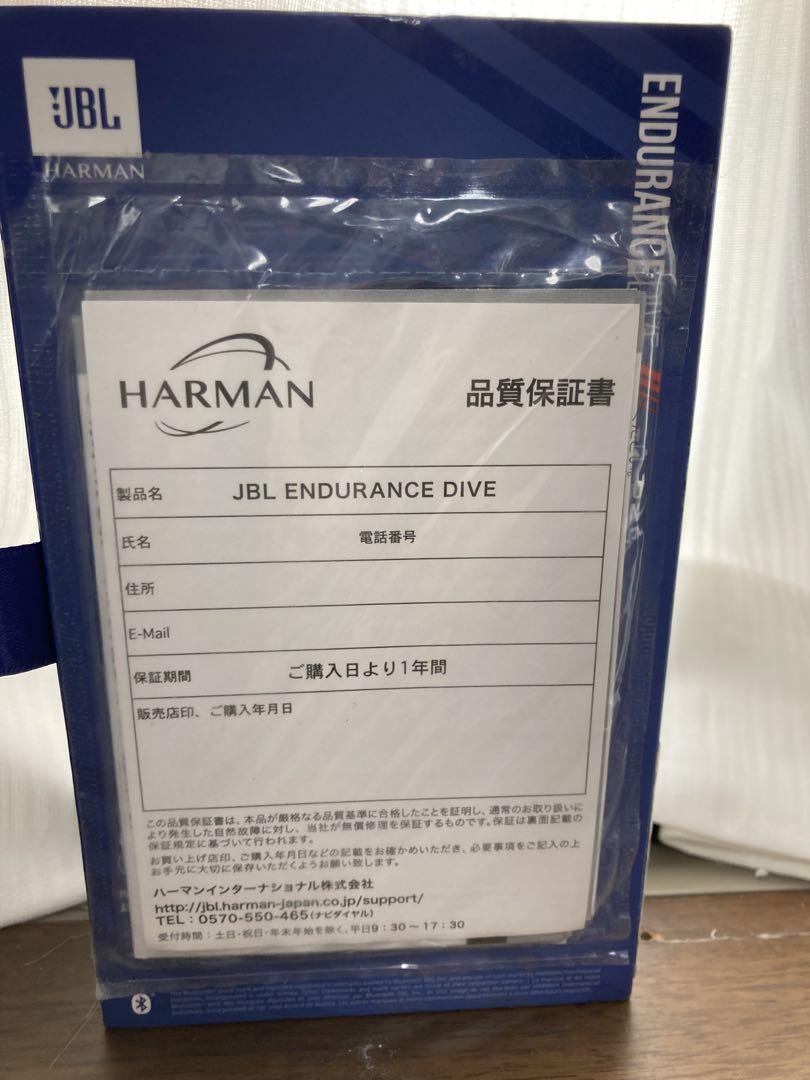 JBL
HARMAN
ENDURANCE
HARMAN
品質保証書
製品名 JBL ENDURANCE DIVE
氏名 電話番号
住所
E-Mail
保証期間 ご購入日より1年間
販売店印、ご購入年月日
この品質保証書は、本品が厳格なる品質基準に合格したことを証明し、通常のお取り扱いに
より発生した自然故障に対し、当社が無償修理を保証するものです。保証は裏面記載の
保証規定に基づいて行われます。
お買い上げ店印、ご購入年月日などの記載をお確かめいただき、必要事項をご記入の上
お手元に大切に保存いただくようお願い致します。
ハーマンインターナショナル株式会社
http://jbl.harman-japan.co.jp/support/
TEL：0570-550-465(ナビダイヤル)
受付時間：土日・祝日・年末年始を除く、平日9：30～17：30